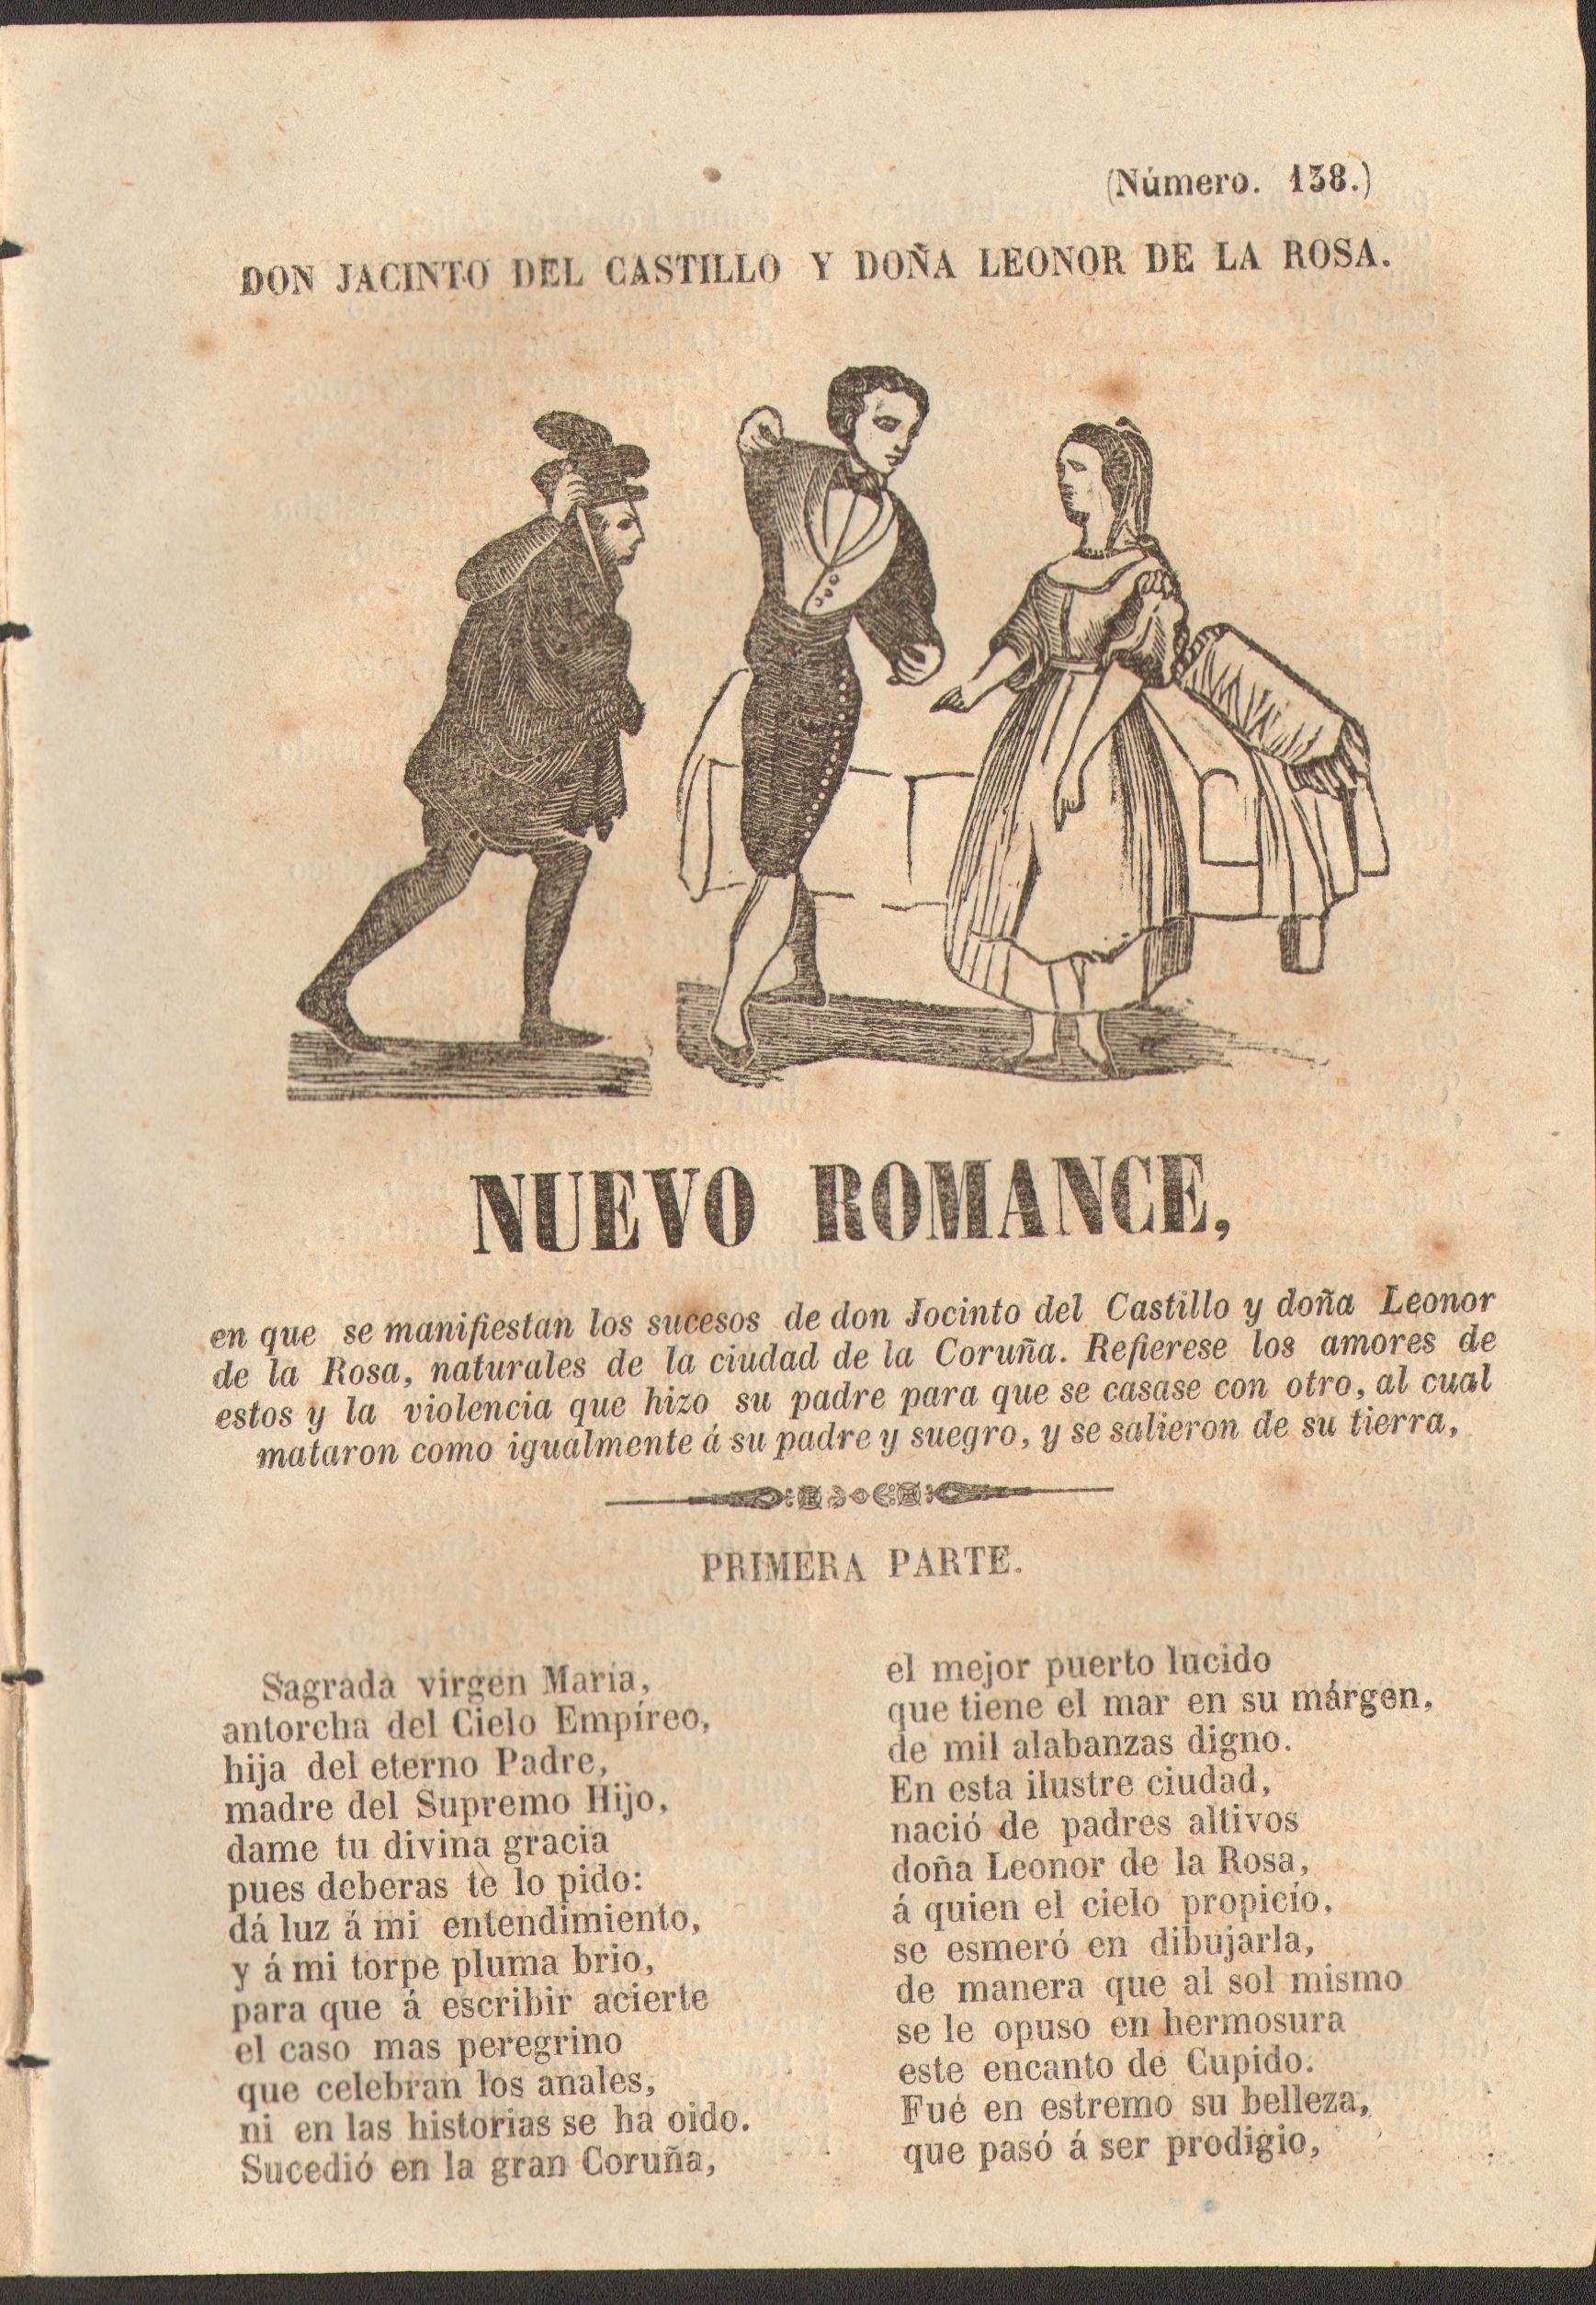 (Número. 138.)
DON JACINTO DEL CASTILLO Y DOÑA LEONOR DE LA ROSA.
NUEVO ROMANCE,
en que se manifiestan los sucesos de don Jocinto del Castillo y doña Leonor
de la Rosa, naturales de la ciudad de la Coruña. Refierese los amores de
estos y la violencia que hizo su padre para que se casase con otro, al cual
mataron como igualmente á su padre y suegro, y se salieron de su tierra,
PRIMERA PARTE.
Sagrada virgen María,
antorcha del Cielo Empíreo,
hija del eterno Padre,
madre del Supremo Hijo,
dame tu divina gracia
pues deberas te lo pido:
dá luz á mi entendimiento,
y á mi torpe pluma brio,
para que á escribir acierte
el caso mas peregrino
que celebran los anales,
ni en las historias se ha oido.
Sucedió en la gran Coruña,
el mejor puerto lucido
que tiene el mar en su márgen,
de mil alabanzas digno.
En esta ilustre ciudad,
nació de padres altivos
doña Leonor de la Rosa,
á quien el cielo propicío,
se esmeró en dibujarla,
de manera que al sol mismo
se le opuso en hermosura
este encanto de Cupido.
Fué en estremo su belleza,
que pasó á ser prodigio,